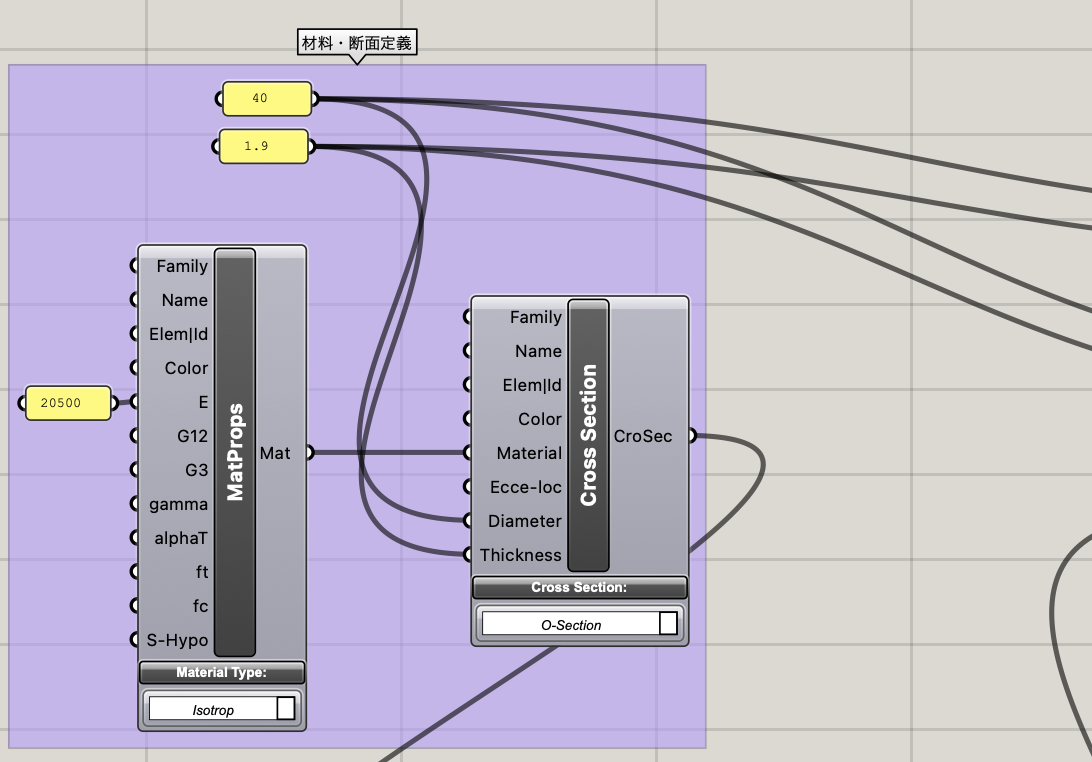 材料・断面定義
40
1.9
20500
Family
Name
Elem|Id
Color
E
G12
G3
gamma
alphaT
ft
fc
S-Hypo
MatProps
Mat
Material Type:
Isotrop
Family
Name
Elem|Id
Color
Material
Ecce-loc
Diameter
Thickness
Cross Section
CroSec
Cross Section:
O-Section